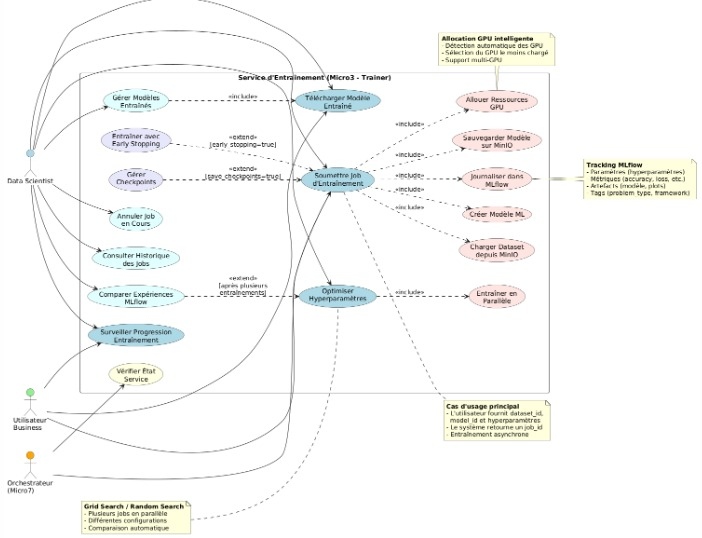 Allocation GPU intelligente
- Détection automatique des GPU
- Sélection du GPU le moins chargé
- Support multi-GPU
Service d'Entraînement (Micro3 - Trainer)
Gérer Modèles
Entraînés
«include»
Télécharger Modèle
Entraîné
Allouer Ressources
GPU
Entraîner avec
Early Stopping
«extend»
[early_stopping=true]
«include»
Sauvegarder Modèle
sur MinIO
«include»
Data Scientist
Gérer
Checkpoints
«extend»
[save_checkpoints=true]
Soumettre Job
d'Entraînement
«include»
Journaliser dans
MLflow
Tracking MLflow
- Paramètres (hyperparamètres)
- Métriques (accuracy, loss, etc.)
- Artefacts (modèle, plots)
- Tags (problem_type, framework)
Annuler Job
en Cours
«include»
Créer Modèle ML
«include»
Consulter Historique
des Jobs
Charger Dataset
depuis MinIO
Comparer Expériences
MLflow
«extend»
[après plusieurs
entraînements]
Optimiser
Hyperparamètres
«include»
Entraîner en
Parallèle
Surveiller Progression
Entraînement
Vérifier État
Service
Utilisateur
Business
Cas d'usage principal
- L'utilisateur fournit dataset_id,
model_id et hyperparamètres
- Le système retourne un job_id
- Entraînement asynchrone
Orchestrateur
(Micro7)
Grid Search / Random Search
- Plusieurs jobs en parallèle
- Différentes configurations
- Comparaison automatique